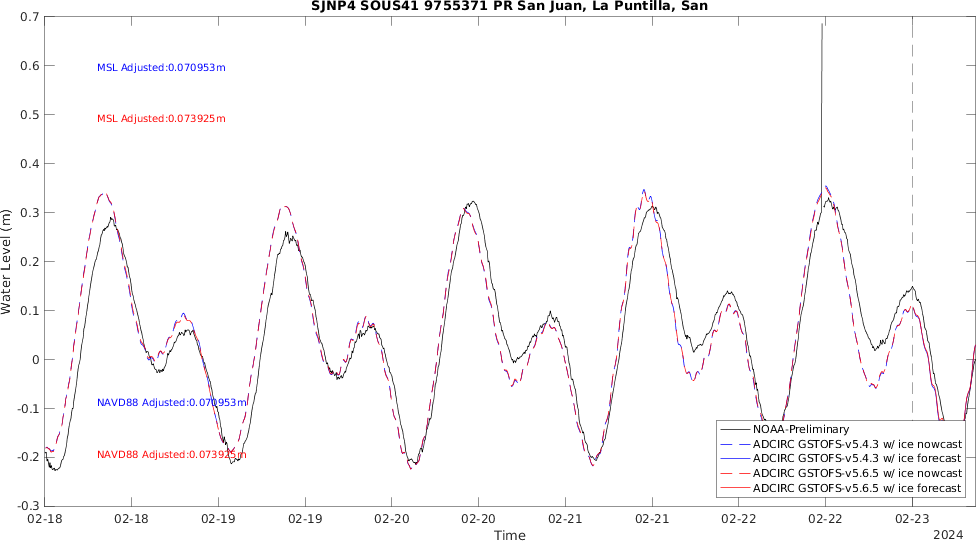 SJNP4 SOUS41 9755371 PR San Juan, La Puntilla, San
0.7
0.6
0.5
0.4
0.3
0.2
0.1
0
-0.1
-0.2
-0.3
Water Level (m)
MSL Adjusted:0.070953m
MSL Adjusted:0.073925m
NAVD88 Adjusted:0.070953m
NAVD88 Adjusted:0.073925m
NOAA-Preliminary
ADCIRC GSTOFS-v5.4.3 w/ ice nowcast
ADCIRC GSTOFS-v5.4.3 w/ ice forecast
ADCIRC GSTOFS-v5.6.5 w/ ice nowcast
ADCIRC GSTOFS-v5.6.5 w/ ice forecast
02-18 02-18 02-19 02-19 02-20 02-20 02-21 02-21 02-22 02-22 02-23
Time
2024